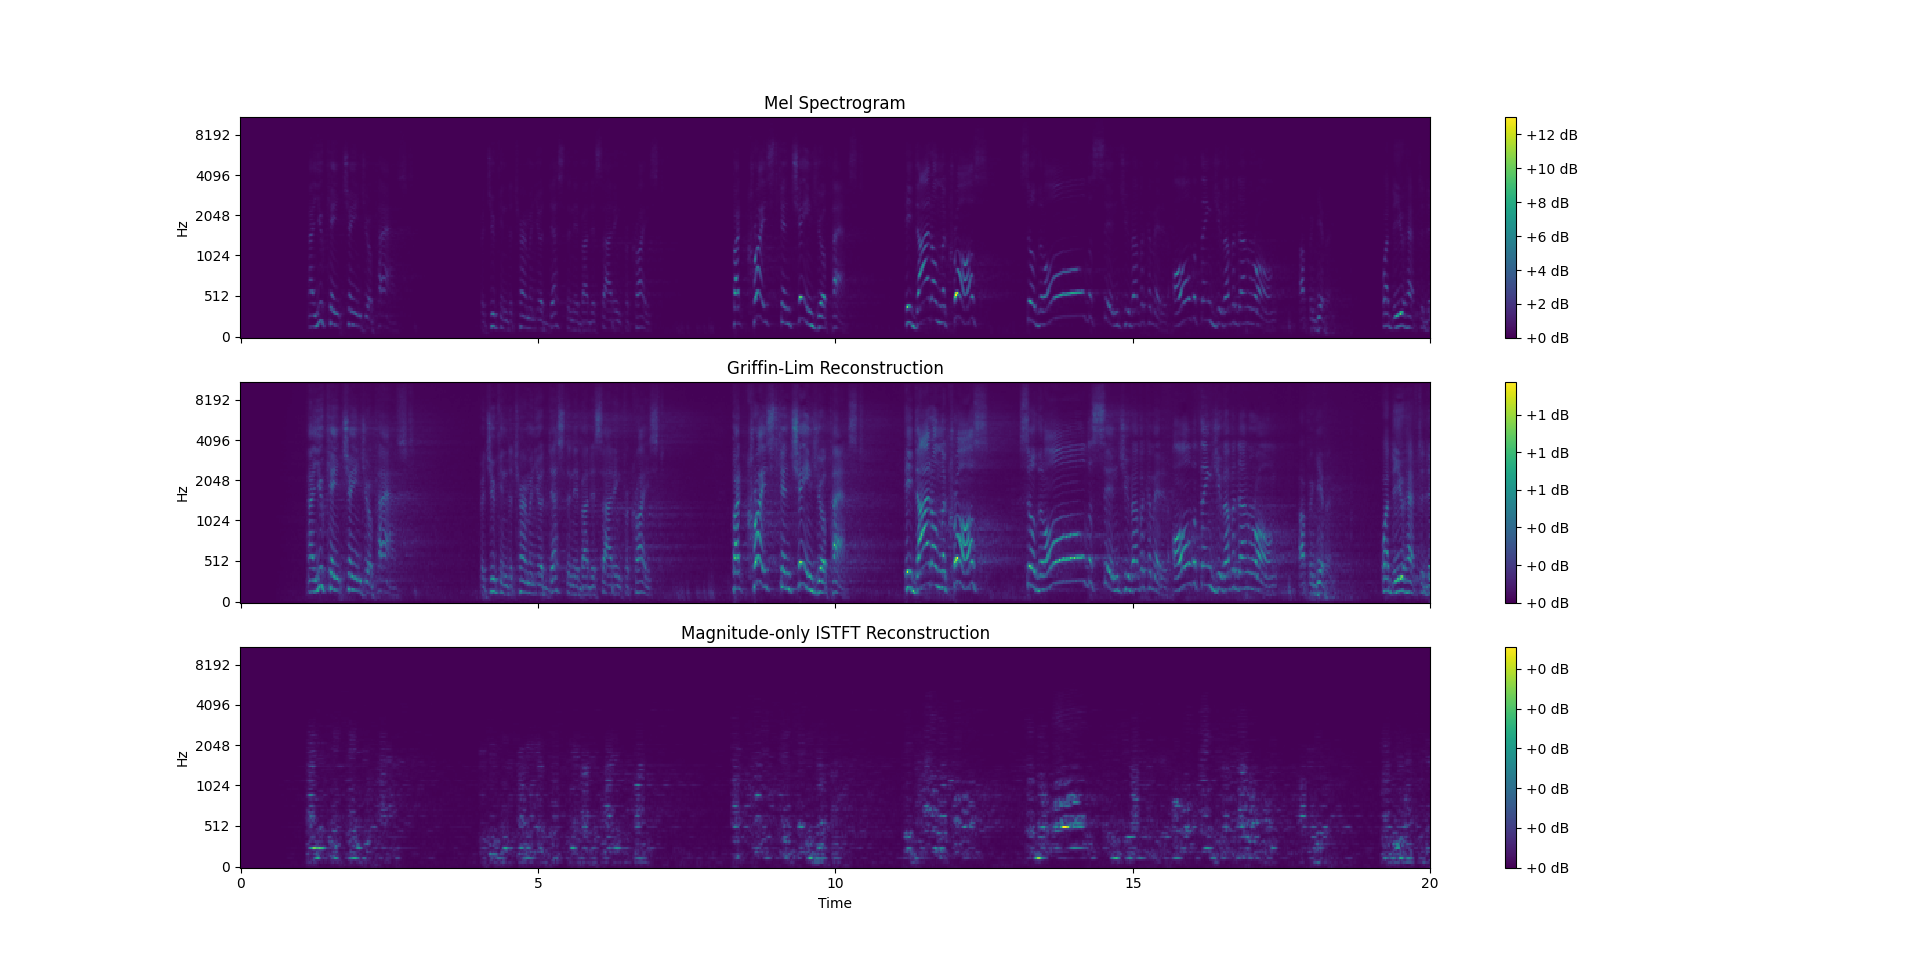 Mel Spectrogram
8192
4096
2048
1024
512
0
Hz
+12 dB
+10 dB
+8 dB
+6 dB
+4 dB
+2 dB
+0 dB
Griffin-Lim Reconstruction
8192
4096
2048
1024
512
0
Hz
+1 dB
+1 dB
+1 dB
+0 dB
+0 dB
+0 dB
Magnitude-only ISTFT Reconstruction
8192
4096
2048
1024
512
0
Hz
+0 dB
+0 dB
+0 dB
+0 dB
+0 dB
+0 dB
0
5
10
15
20
Time